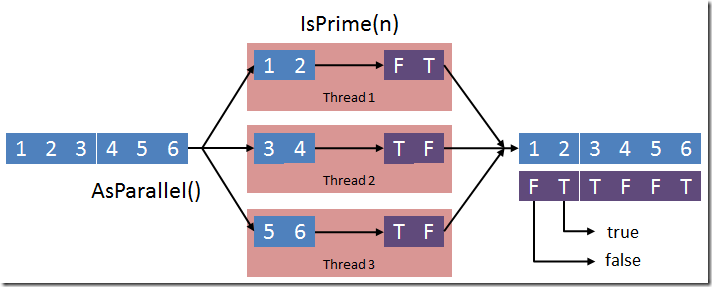 IsPrime(n)
1 2
F T
Thread 1
1 2 3 4 5 6
3 4
T F
Thread 2
AsParallel()
5 6
T F
Thread 3
1 2 3 4 5 6
F T T F F T
true
false